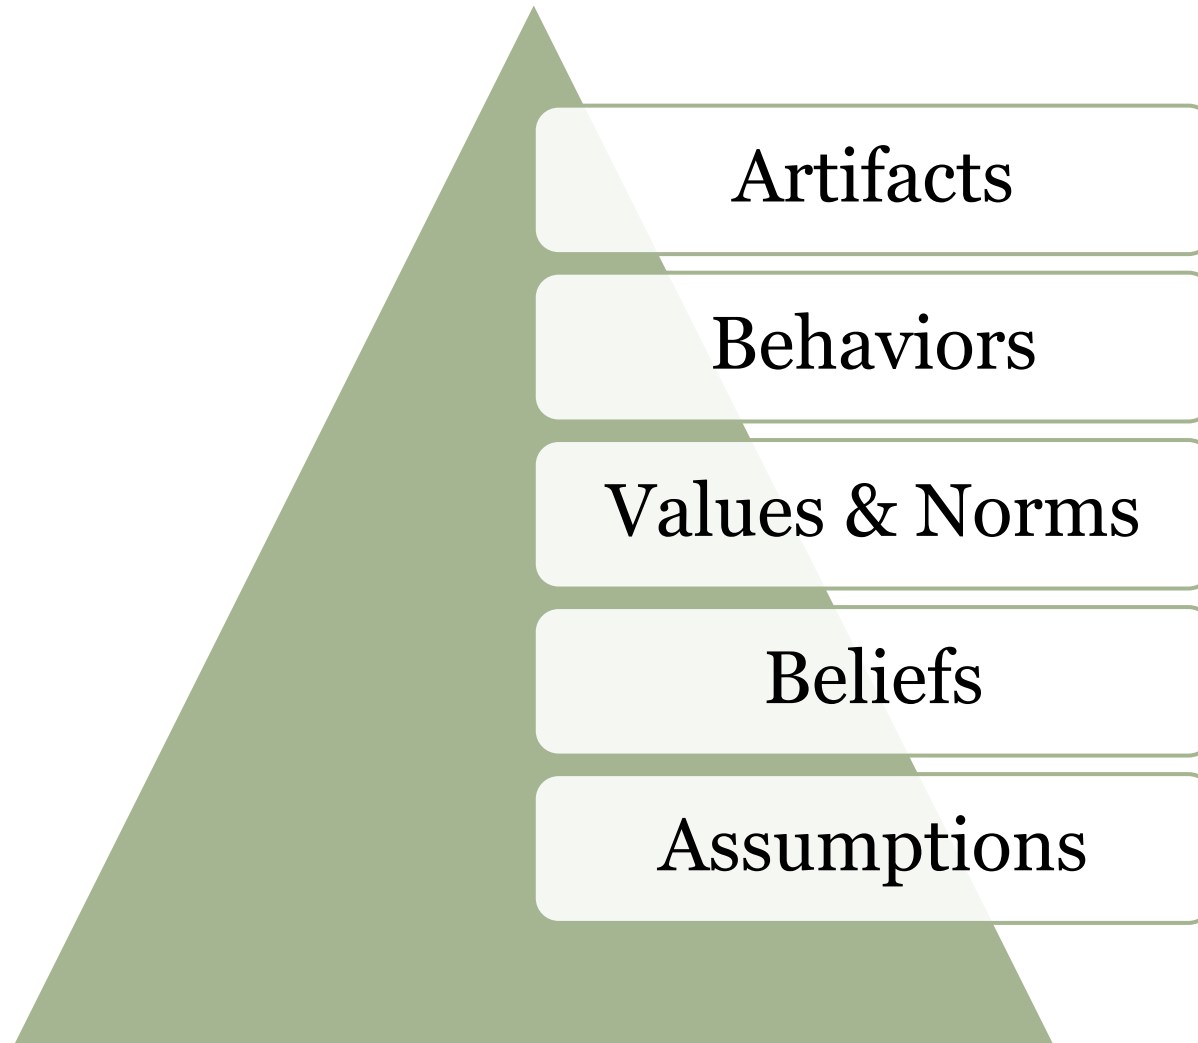 Artifacts
Behaviors
Values & Norms
Beliefs
Assumptions